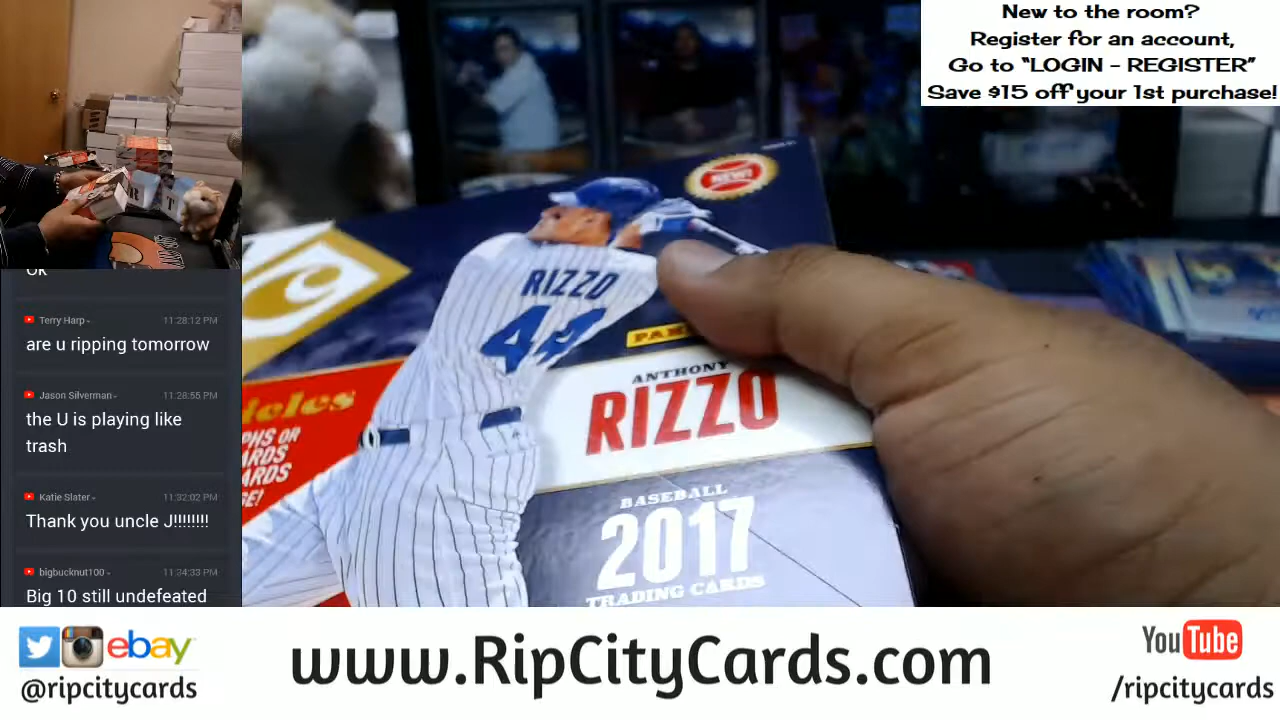 New to the room?
Register for an account,
Go to "LOGIN - REGISTER"
Save $15 off your 1st purchase!
OK
Terry Harp
11:28:12 PM
are u ripping tomorrow
Jason Silverman
11:28:55 PM
the U is playing like
trash
Katie Slater
11:32:02 PM
Thank you uncle J!!!!!!!!
bigbucknut100
11:34:33 PM
Big 10 still undefeated
NEW!
RIZZO
44
ANTHONY
RIZZO
BASEBALL
2017
TRADING CARDS
ebay
@ripcitycards
www.RipCityCards.com
YouTube
/ripcitycards